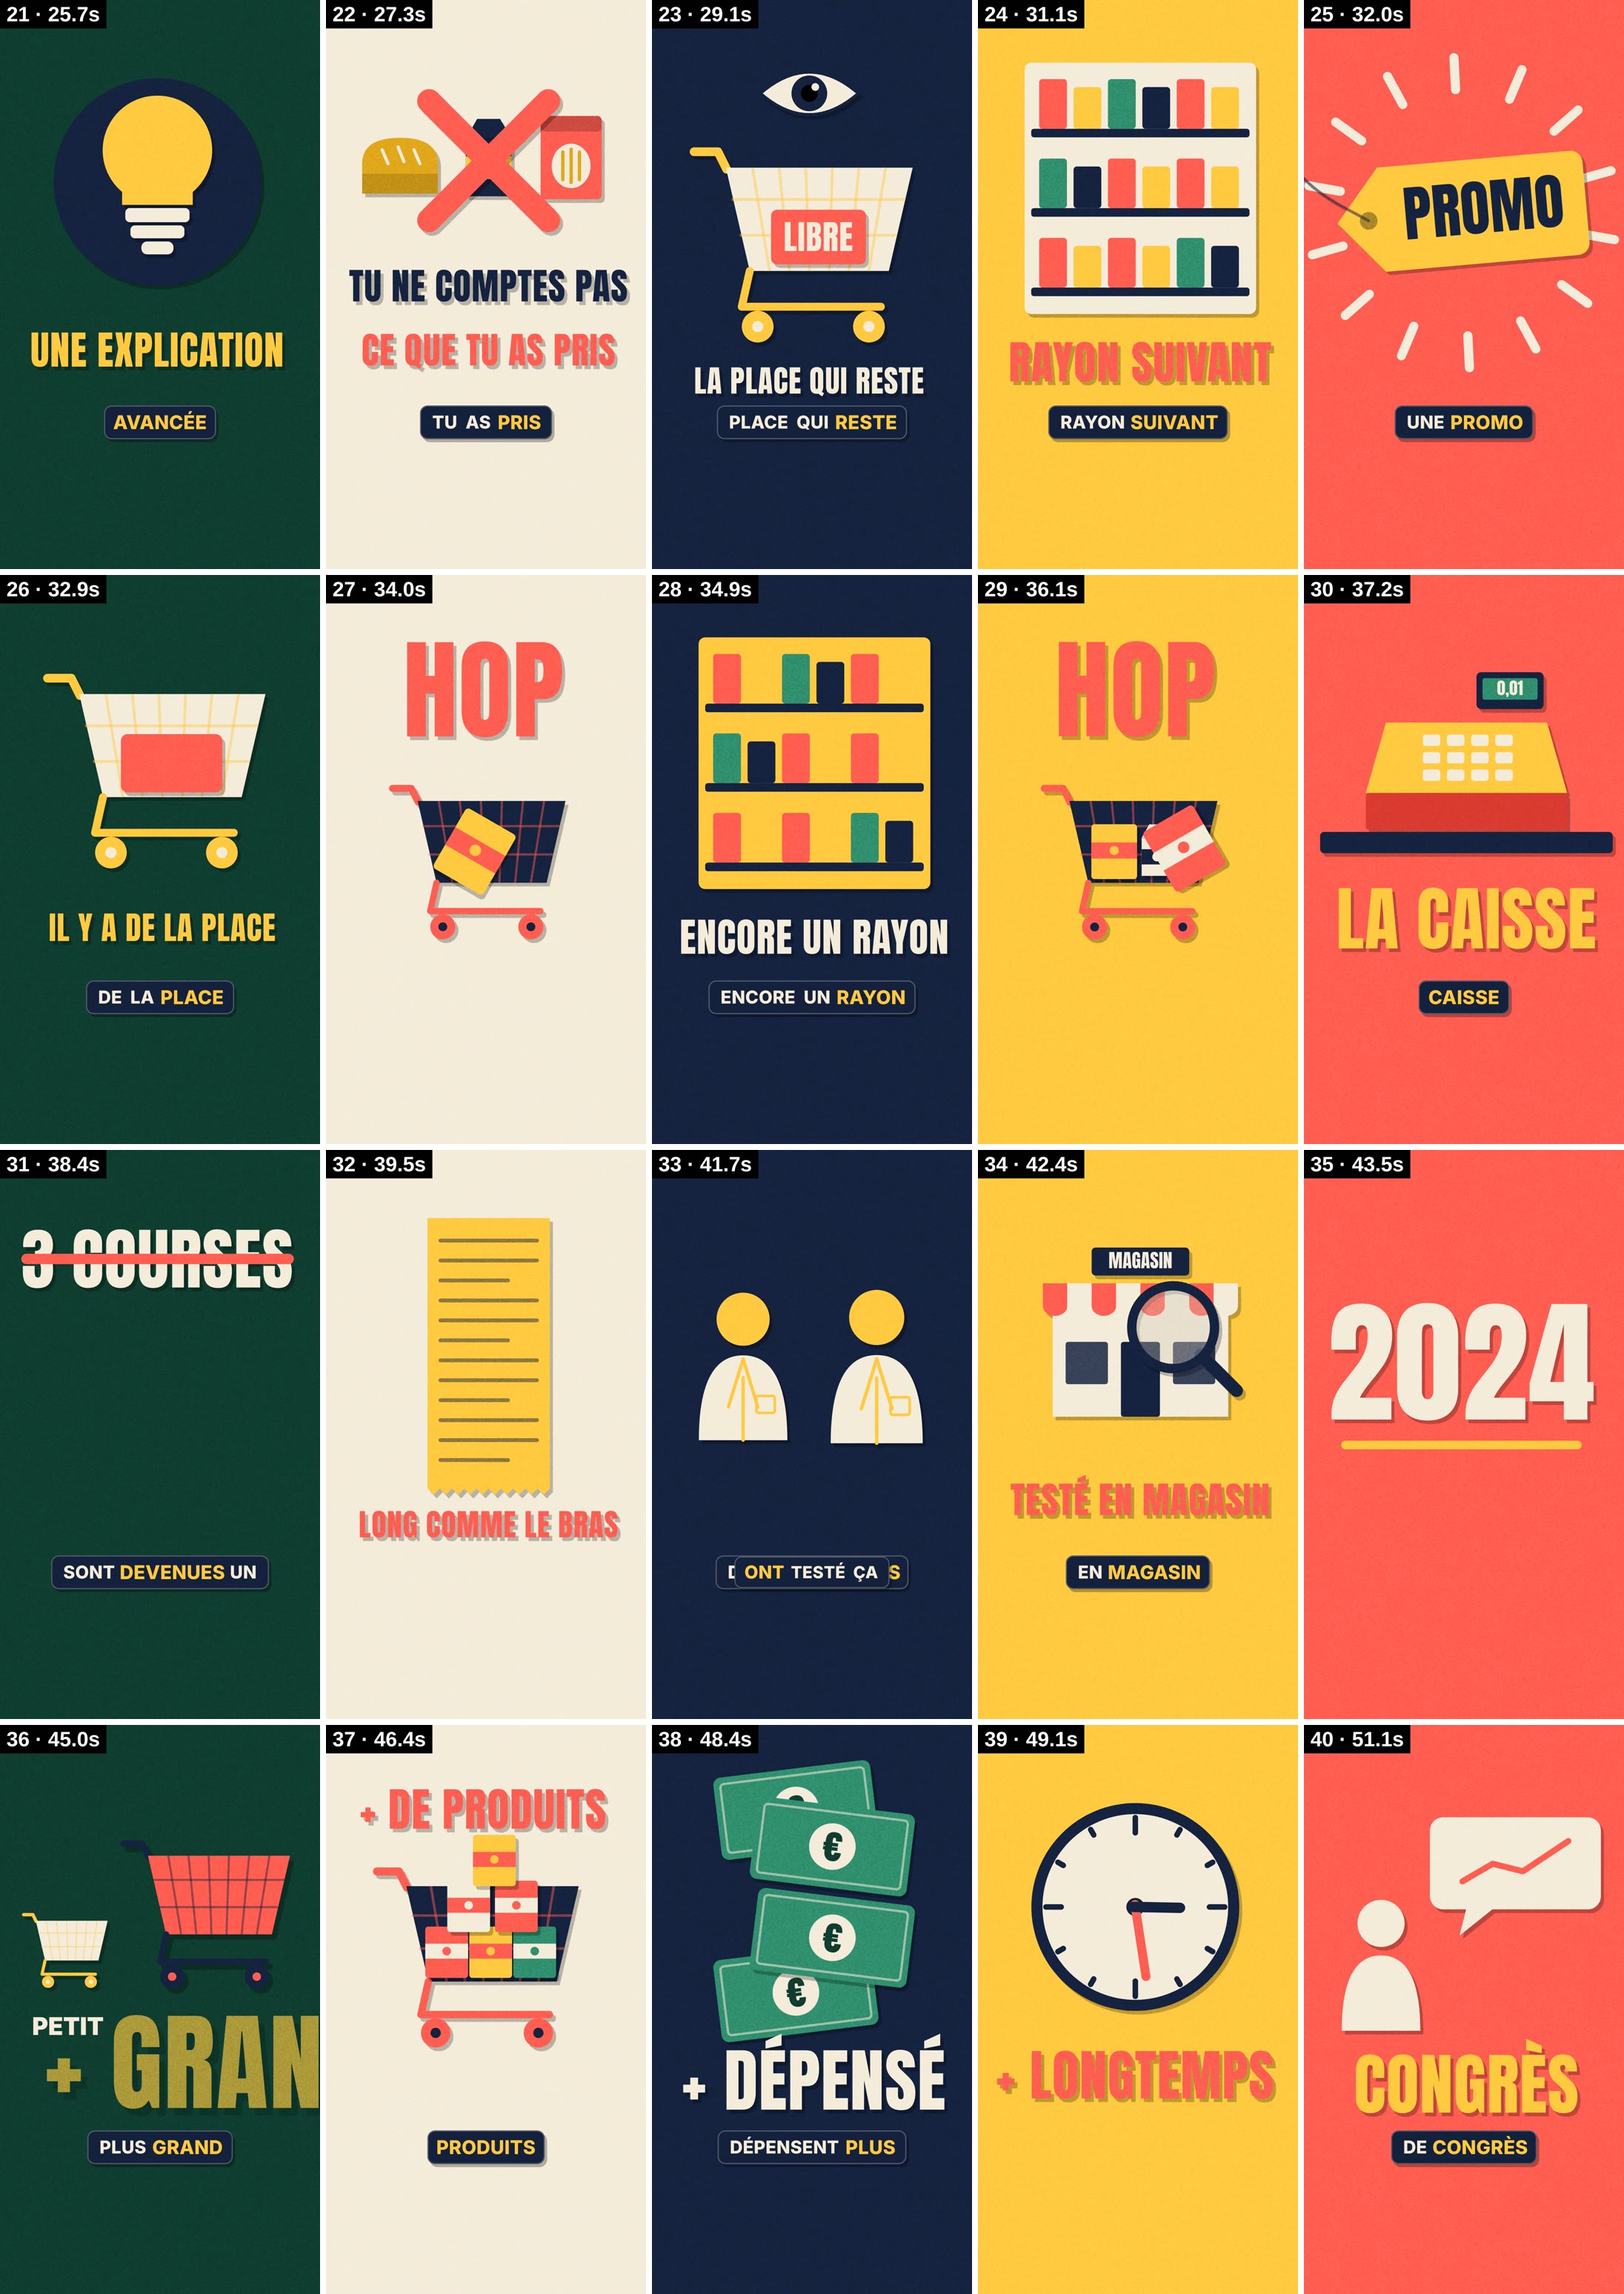 21 · 25.7s
UNE EXPLICATION
AVANCÉE
22 · 27.3s
TU NE COMPTES PAS
CE QUE TU AS PRIS
TU AS PRIS
23 · 29.1s
LIBRE
LA PLACE QUI RESTE
PLACE QUI RESTE
24 · 31.1s
RAYON SUIVANT
RAYON SUIVANT
25 · 32.0s
PROMO
UNE PROMO
26 · 32.9s
IL Y A DE LA PLACE
DE LA PLACE
27 · 34.0s
HOP
28 · 34.9s
ENCORE UN RAYON
ENCORE UN RAYON
29 · 36.1s
HOP
30 · 37.2s
0,01
LA CAISSE
CAISSE
31 · 38.4s
3 COURSES
SONT DEVENUES UN
32 · 39.5s
LONG COMME LE BRAS
33 · 41.7s
ONT TESTÉ ÇA
34 · 42.4s
MAGASIN
TESTÉ EN MAGASIN
EN MAGASIN
35 · 43.5s
2024
36 · 45.0s
PETIT
+ GRAN
PLUS GRAND
37 · 46.4s
+ DE PRODUITS
PRODUITS
38 · 48.4s
€
€
€
+ DÉPENSÉ
DÉPENSENT PLUS
39 · 49.1s
+ LONGTEMPS
40 · 51.1s
CONGRÈS
DE CONGRÈS